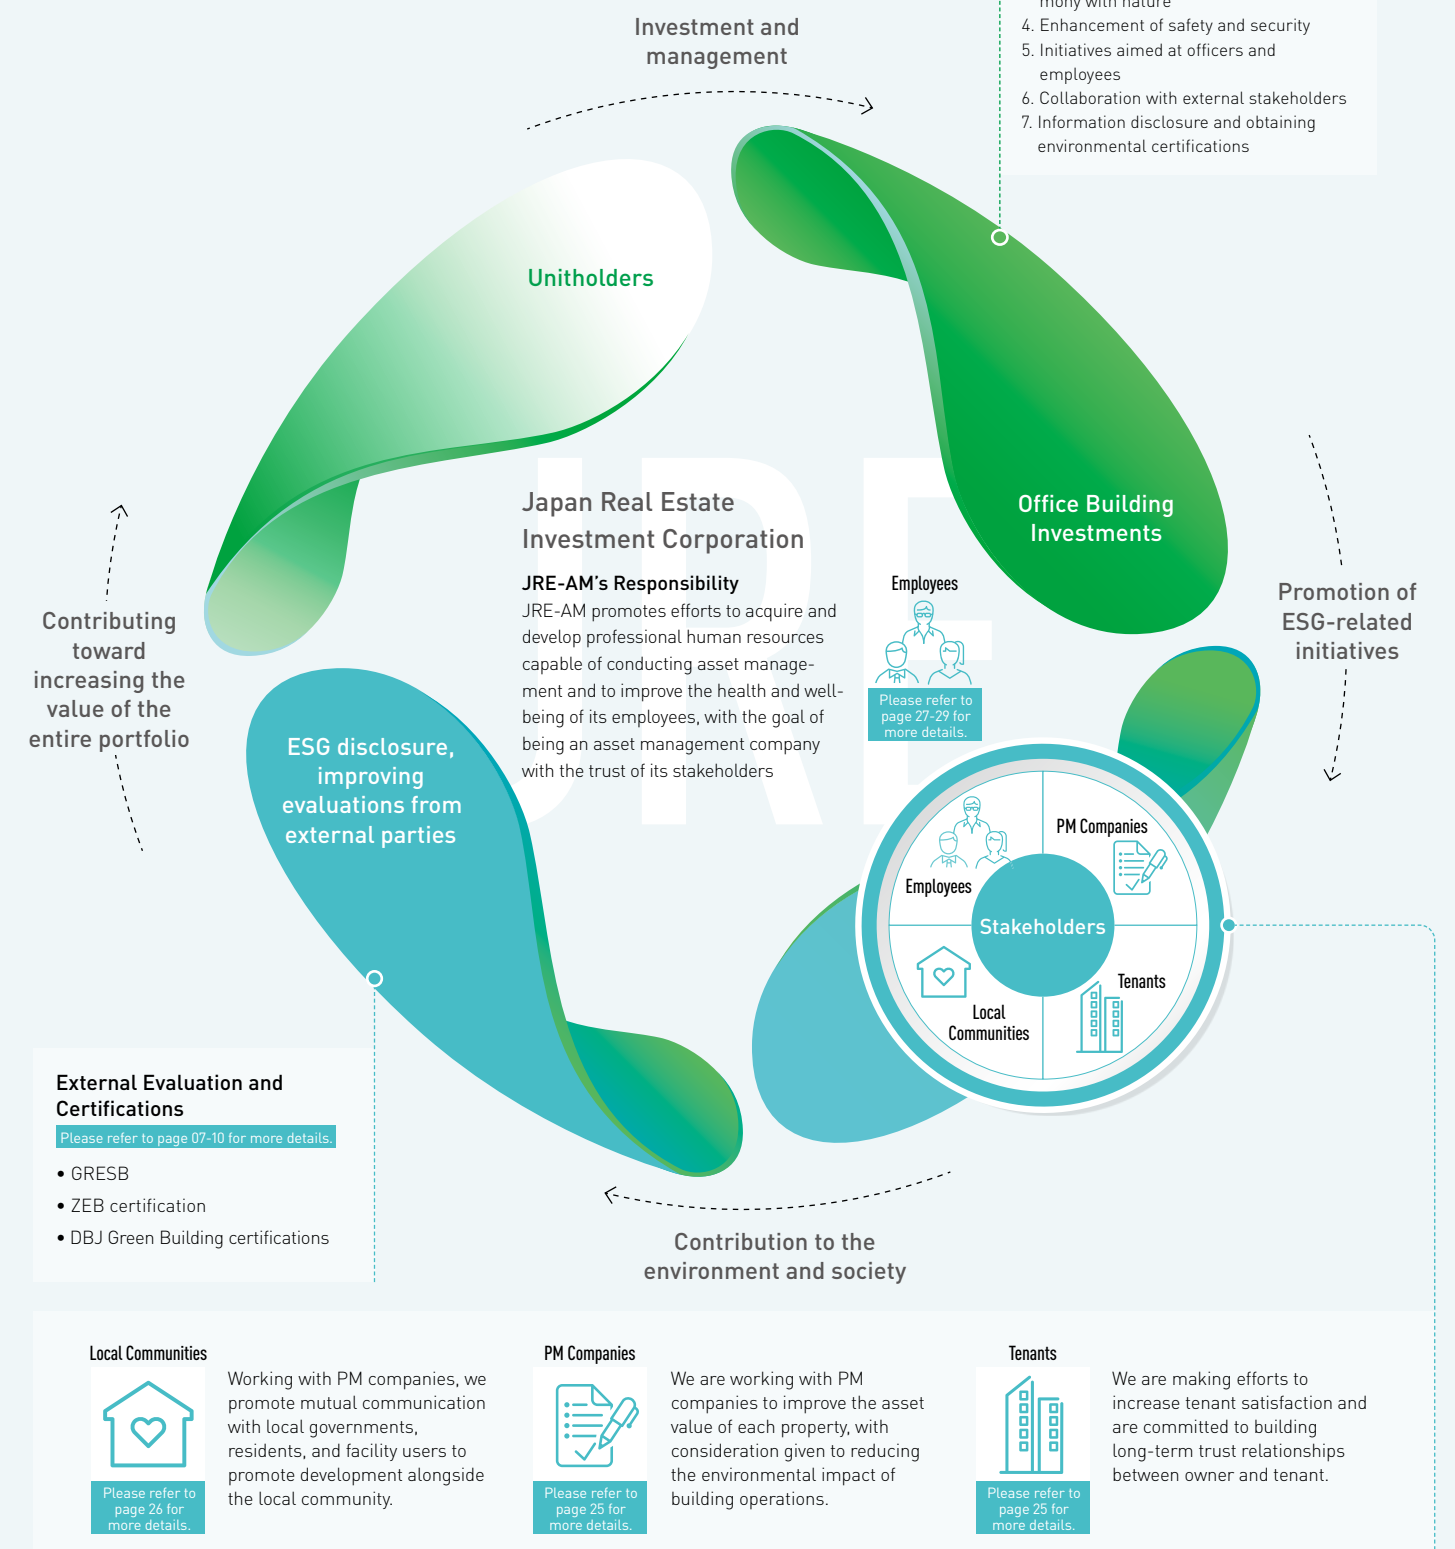 mony with nature
4. Enhancement of safety and security
5. Initiatives aimed at officers and
employees
6. Collaboration with external stakeholders
7. Information disclosure and obtaining
environmental certifications
Investment and
management
Unitholders
Office Building
Investments
Promotion of
ESG-related
initiatives
Contributing
toward
increasing the
value of the
entire portfolio
JRE
Japan Real Estate
Investment Corporation
JRE-AM’s Responsibility
JRE-AM promotes efforts to acquire and
develop professional human resources
capable of conducting asset manage-
ment and to improve the health and well-
being of its employees, with the goal of
being an asset management company
with the trust of its stakeholders
Employees
Please refer to
page 27-29 for
more details.
ESG disclosure,
improving
evaluations from
external parties
PM Companies
Employees
Stakeholders
Tenants
Local
Communities
External Evaluation and
Certifications
Please refer to page 07-10 for more details.
• GRESB
• ZEB certification
• DBJ Green Building certifications
Contribution to the
environment and society
Local Communities
Please refer to
page 26 for
more details.
Working with PM companies, we
promote mutual communication
with local governments,
residents, and facility users to
promote development alongside
the local community.
PM Companies
Please refer to
page 25 for
more details.
We are working with PM
companies to improve the asset
value of each property, with
consideration given to reducing
the environmental impact of
building operations.
Tenants
Please refer to
page 25 for
more details.
We are making efforts to
increase tenant satisfaction and
are committed to building
long-term trust relationships
between owner and tenant.